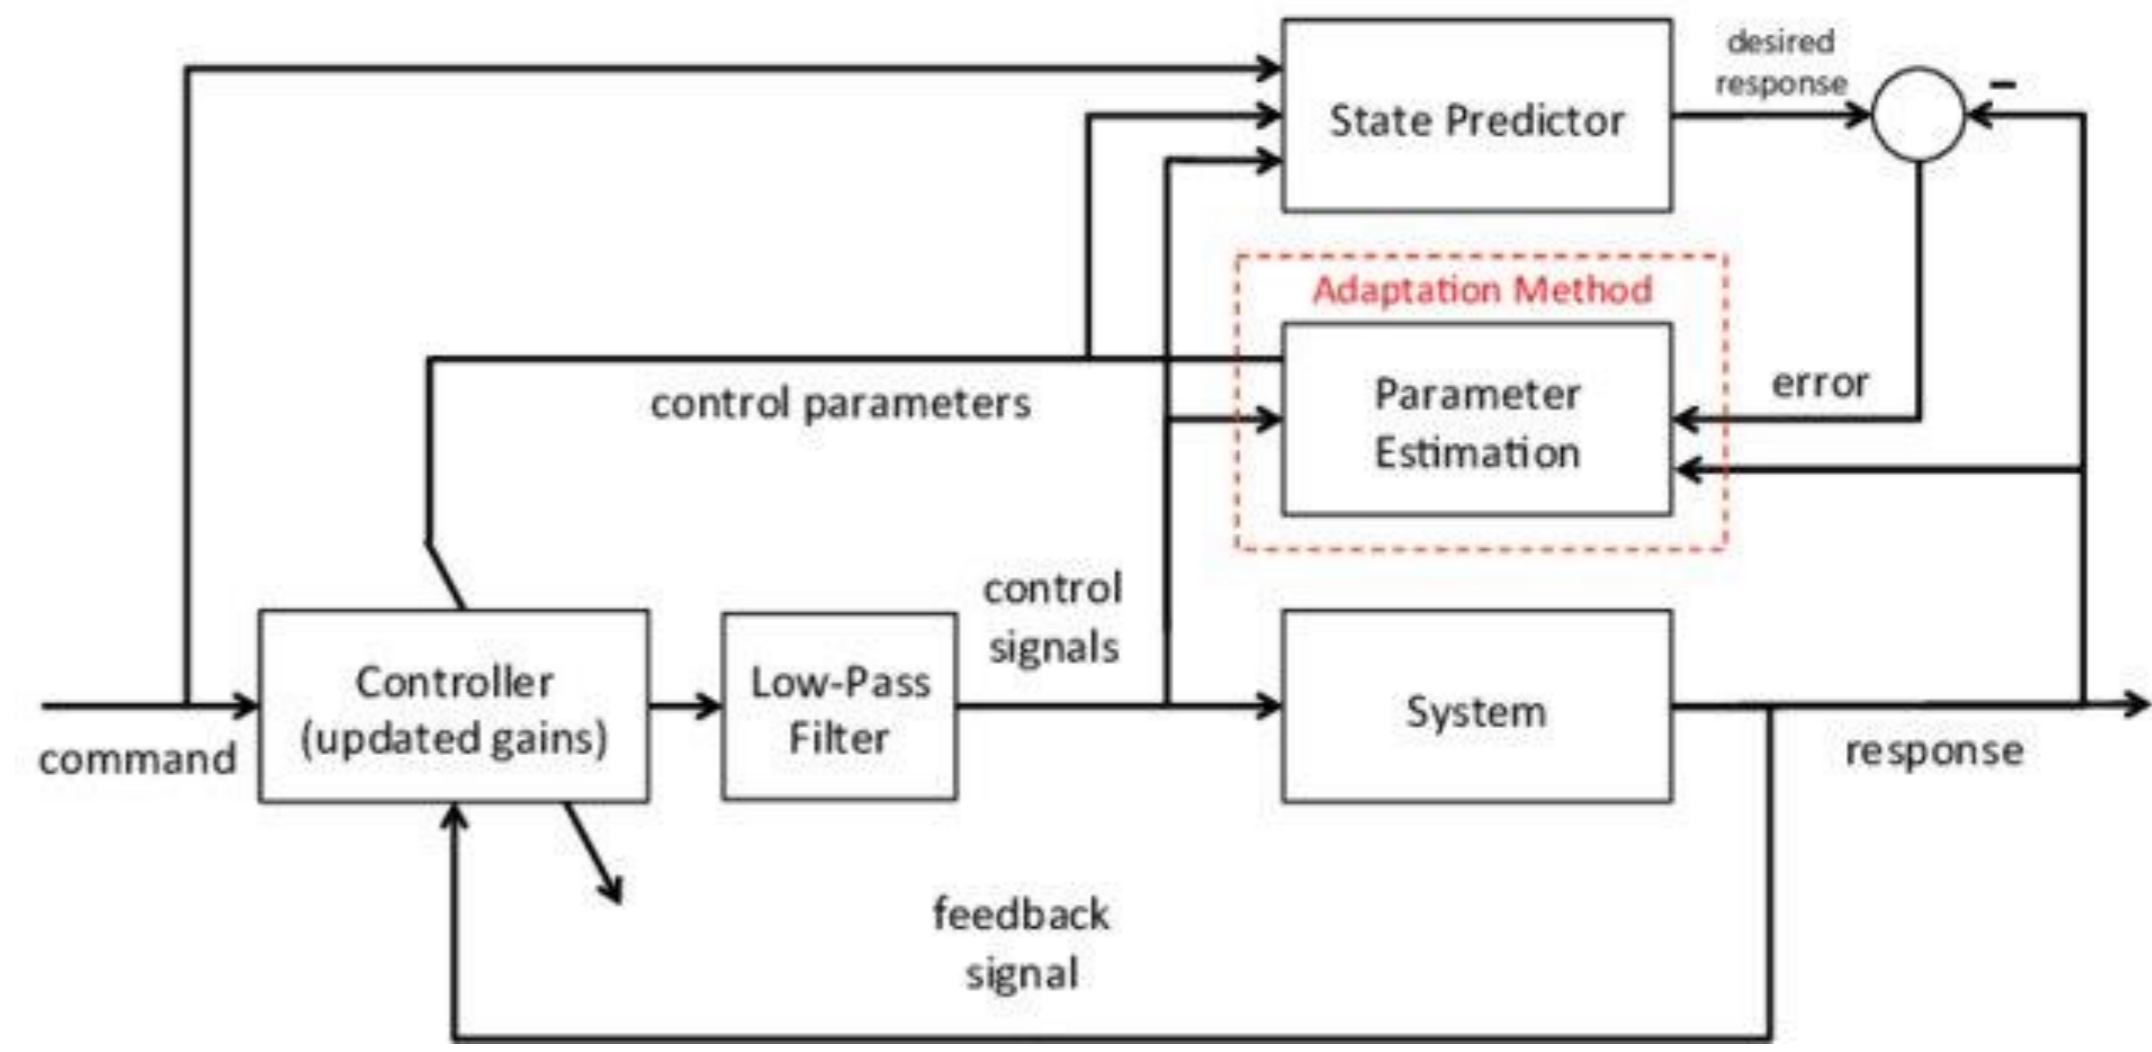 desired
response
−
State Predictor
Adaptation Method
Parameter
Estimation
error
control parameters
control
signals
Controller
(updated gains)
Low-Pass
Filter
System
command
response
feedback
signal